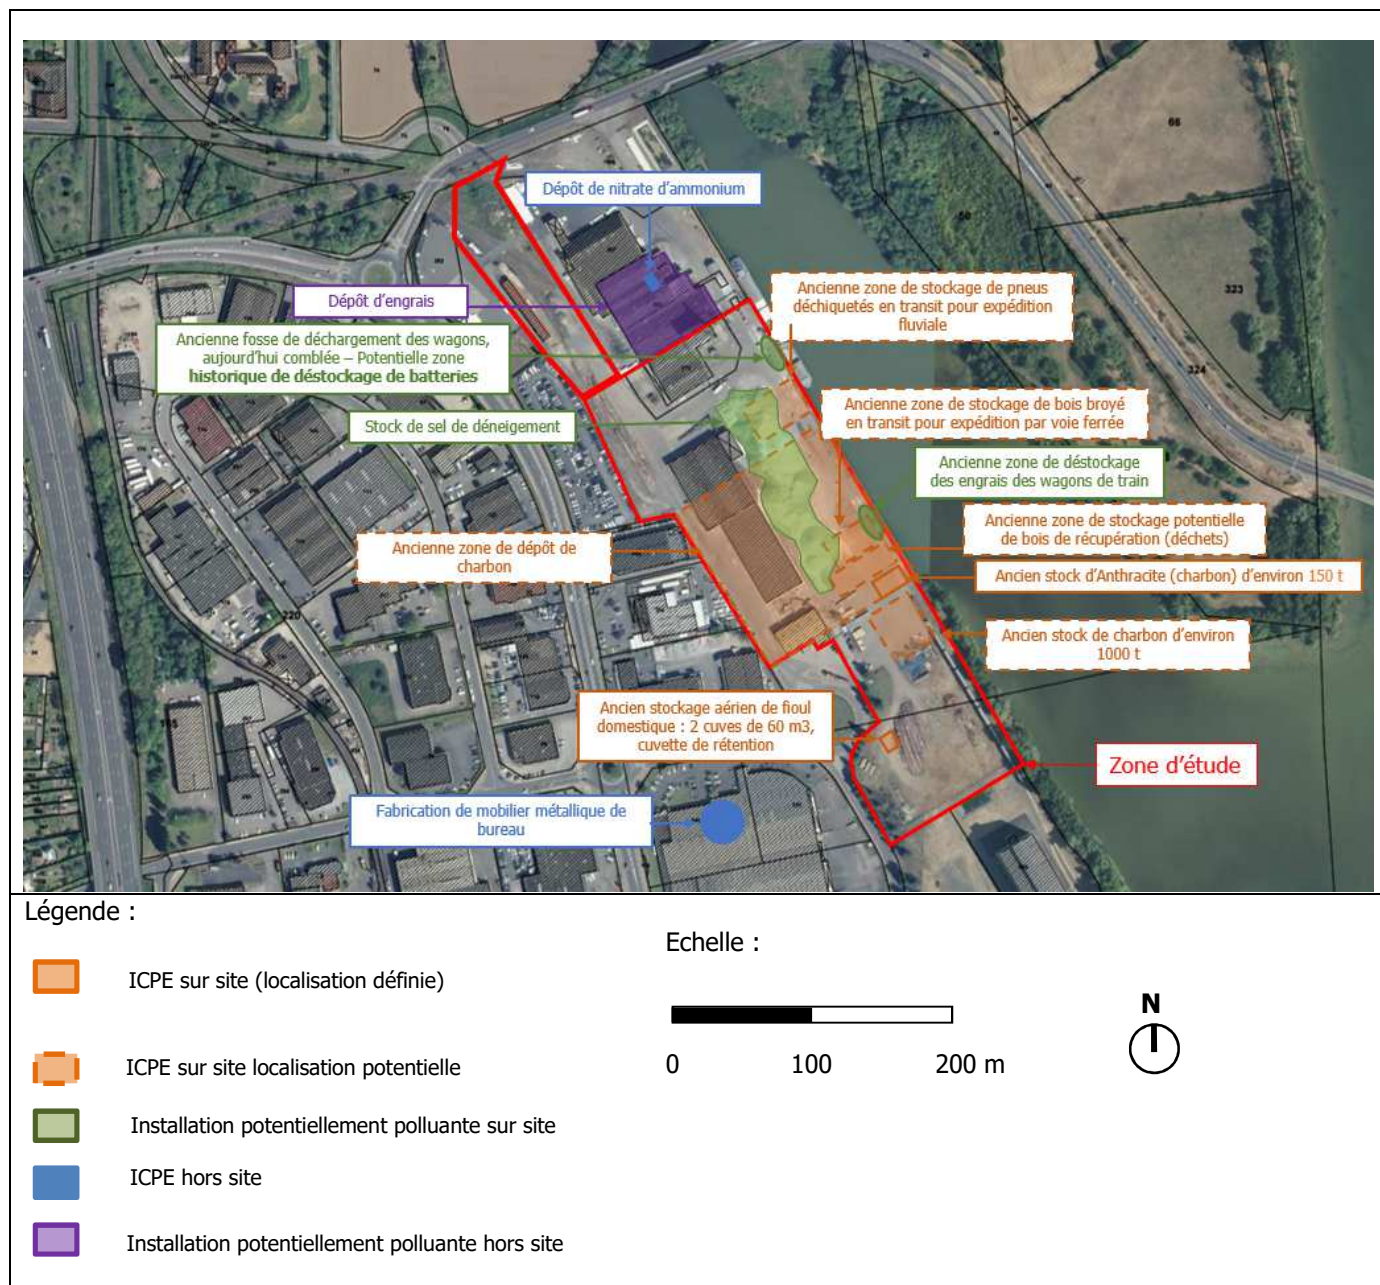 Dépôt de nitrate d’ammonium
Dépôt d’engrais
Ancienne zone de stockage de pneus
déchiquetés en transit pour expédition
fluviale
Ancienne fosse de déchargement des wagons,
aujourd’hui comblée – Potentielle zone
historique de déstockage de batteries
Ancienne zone de stockage de bois broyé
en transit pour expédition par voie ferrée
Stock de sel de déneigement
Ancienne zone de déstockage
des engrais des wagons de train
Ancienne zone de stockage potentielle
de bois de récupération (déchets)
Ancienne zone de dépôt de
charbon
Ancien stock d’Anthracite (charbon) d’environ 150 t
Ancien stock de charbon d’environ
1000 t
Ancien stockage aérien de fioul
domestique : 2 cuves de 60 m3,
cuvette de rétention
Zone d’étude
Fabrication de mobilier métallique de
bureau
66
50
323
324
220
Légende :
ICPE sur site (localisation définie)
ICPE sur site localisation potentielle
Installation potentiellement polluante sur site
ICPE hors site
Installation potentiellement polluante hors site
Echelle :
0 100 200 m
N